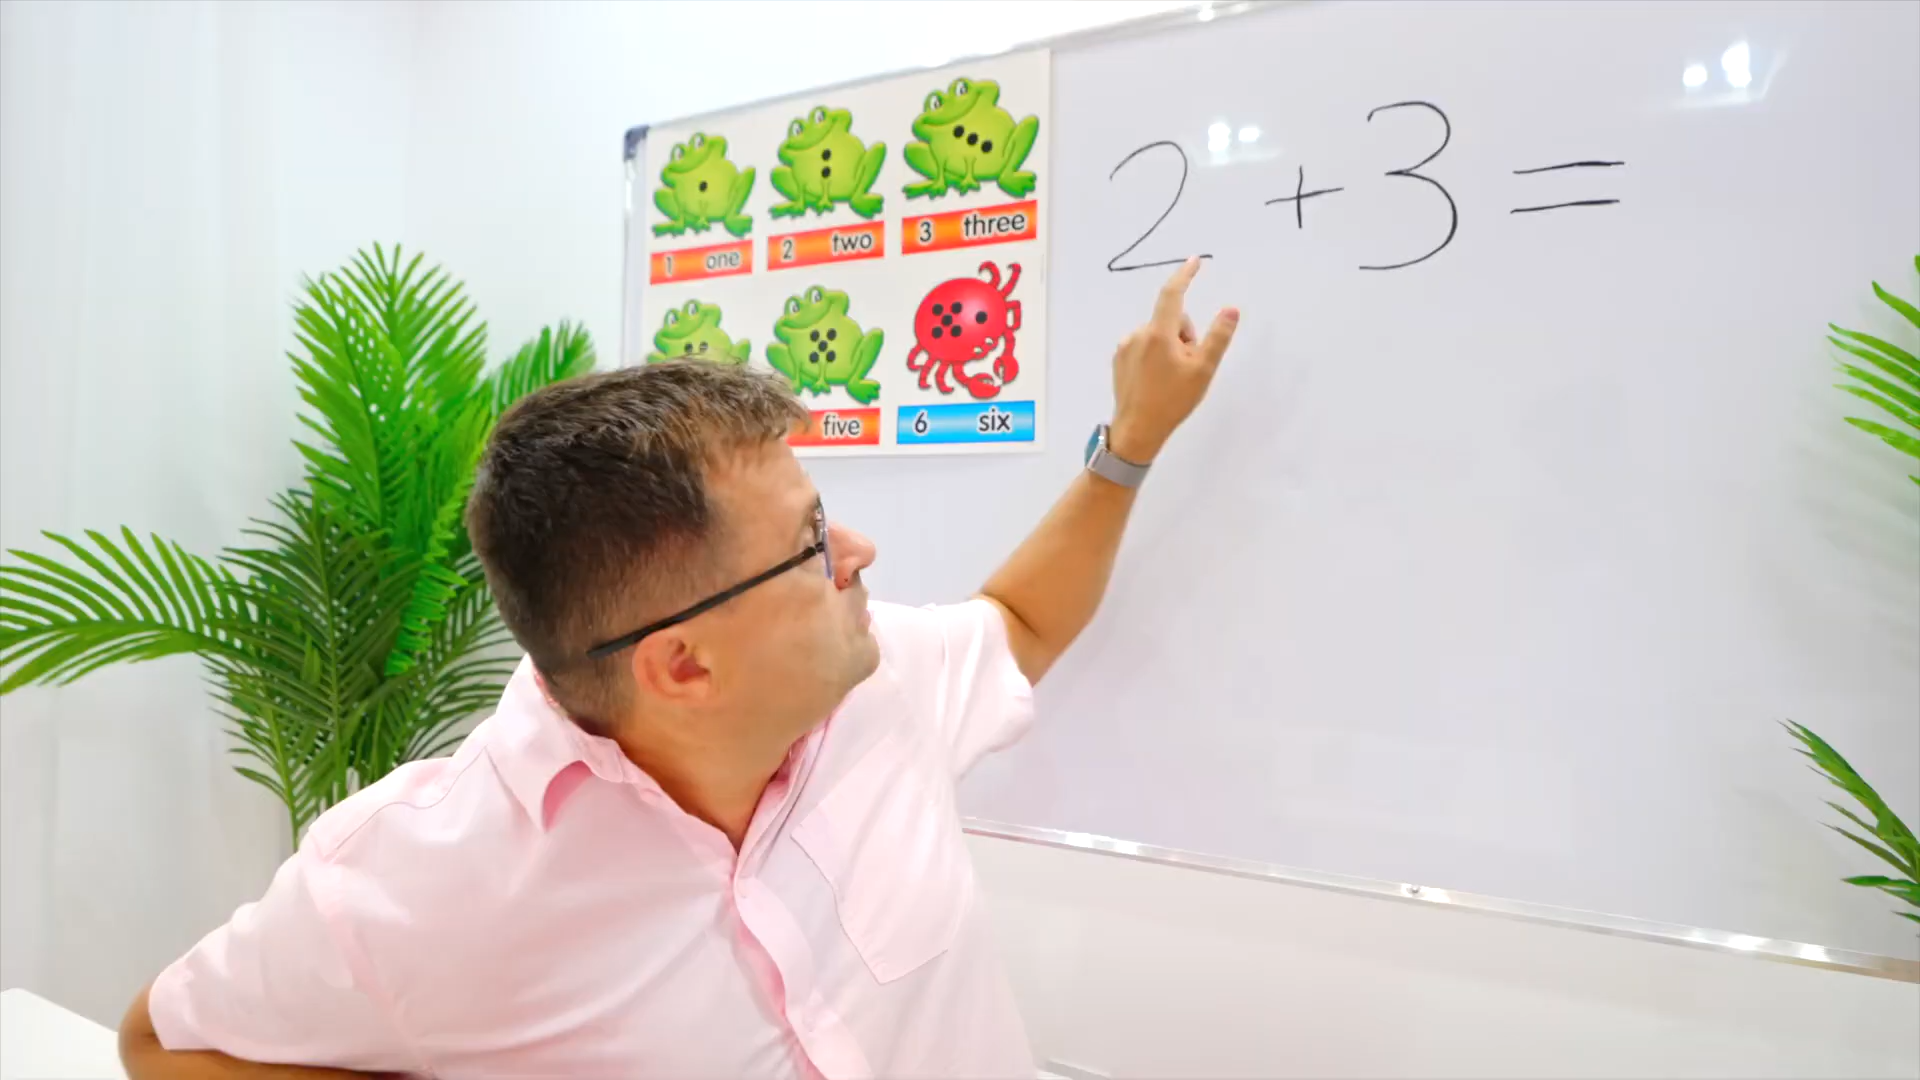 1 one
2 two
3 three
five
6 six
2 + 3 =